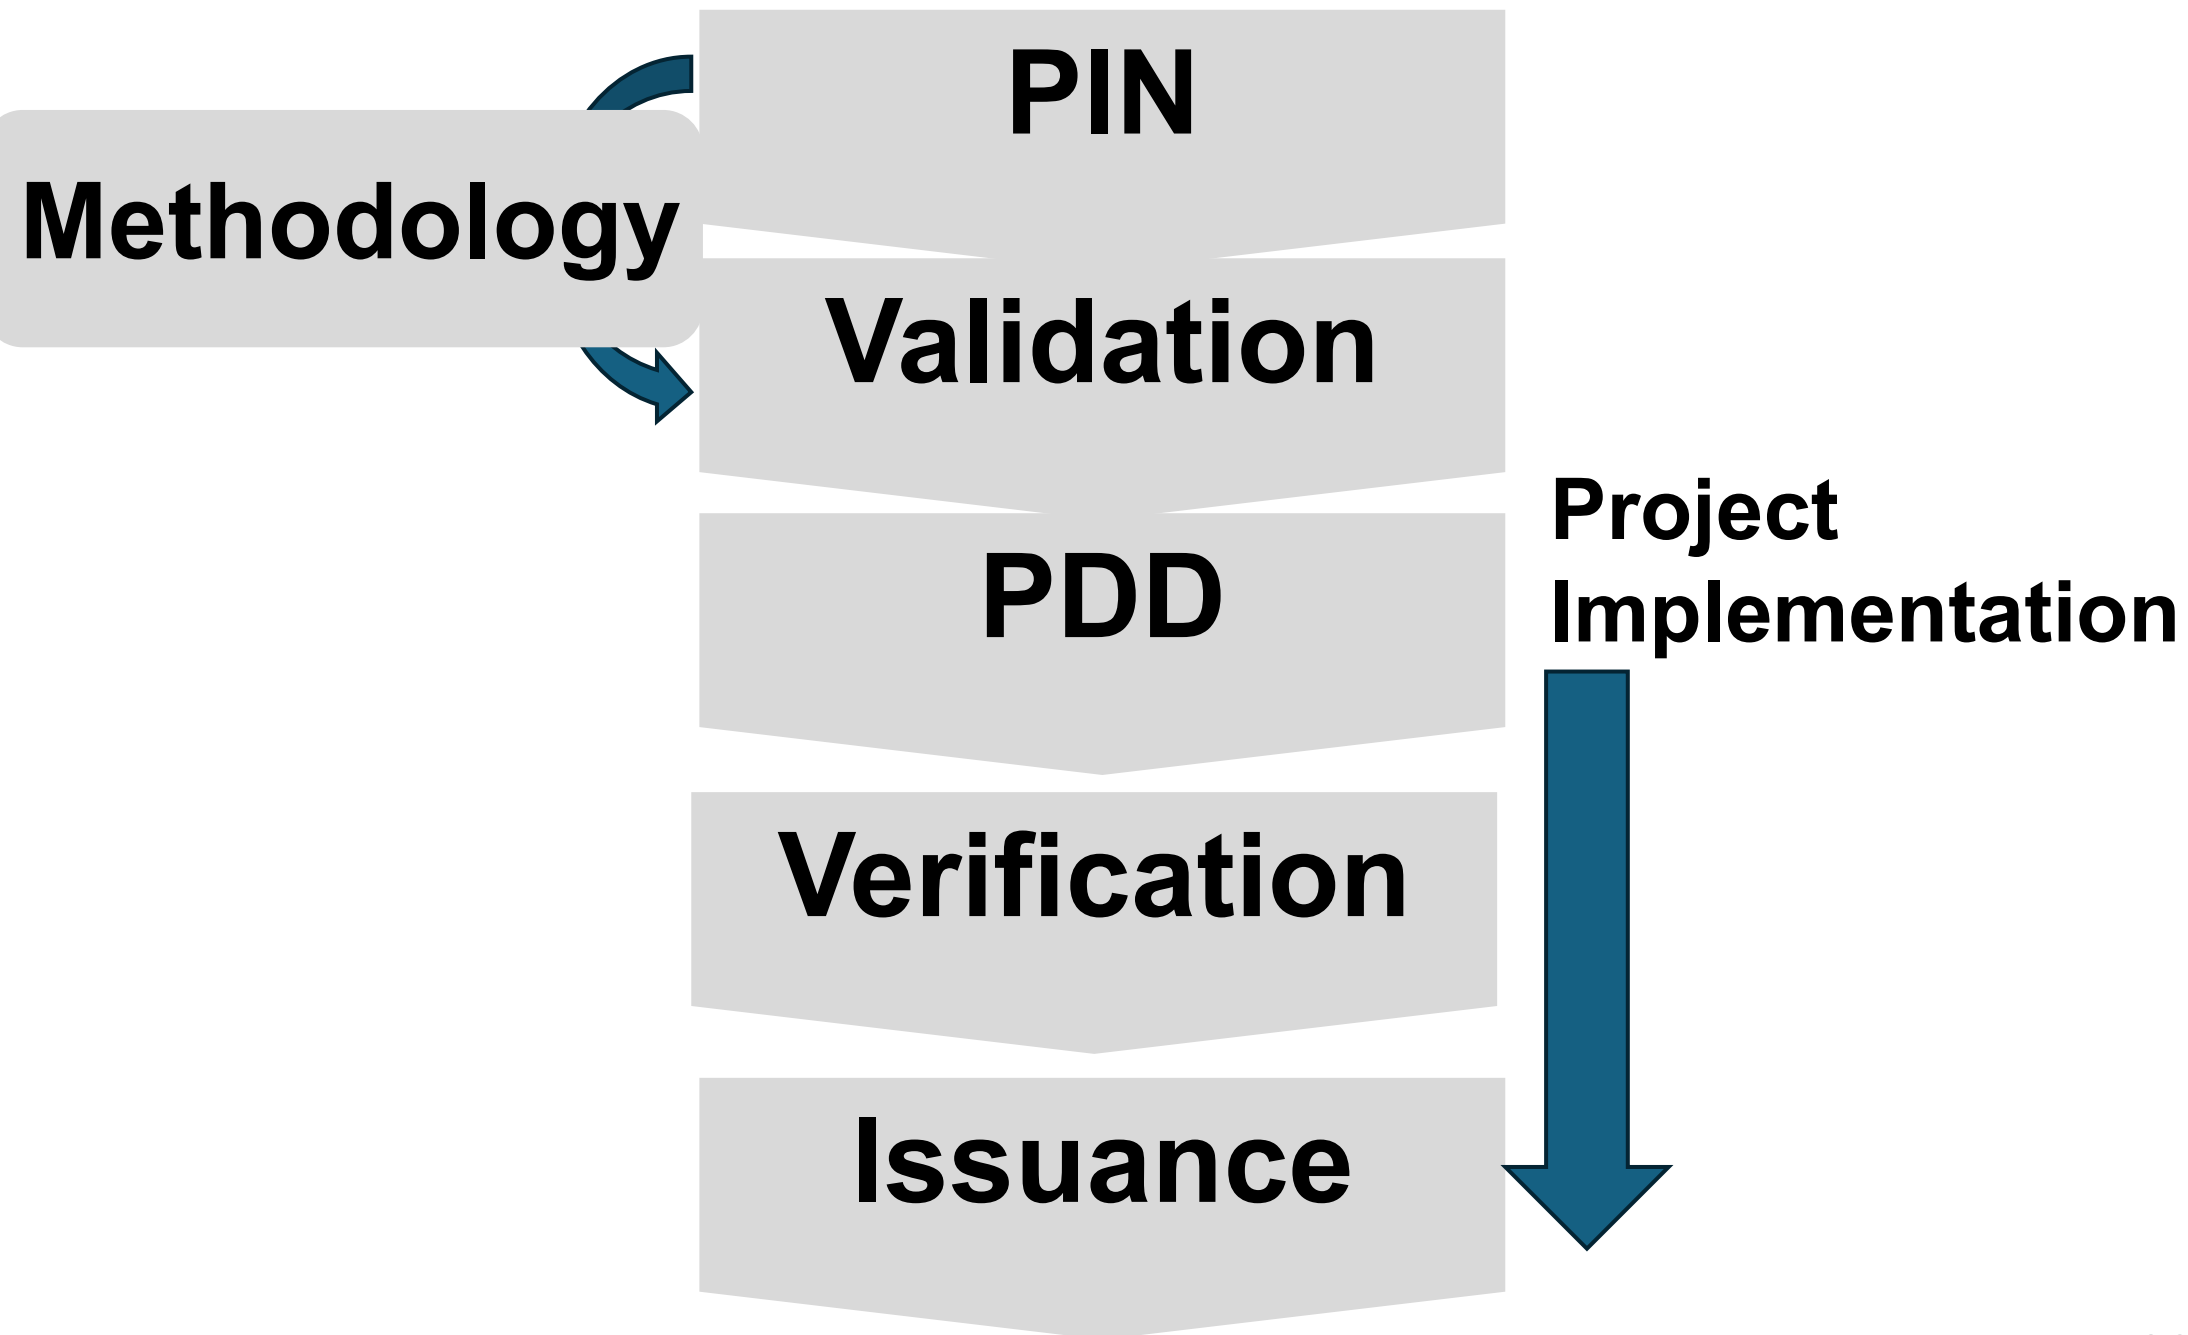 PIN
Methodology
Validation
Project
Implementation
PDD
Verification
Issuance